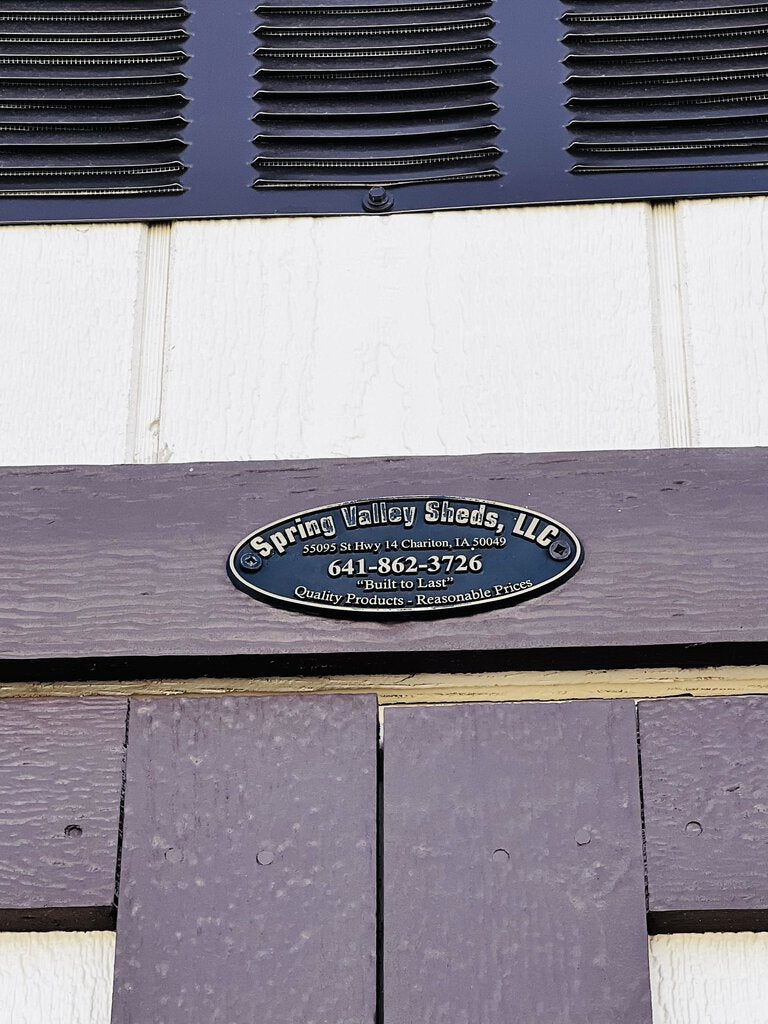 Spring Valley Sheds, LLC
55095 St Hwy 14 Chariton, IA 50049
641-862-3726
“Built to Last”
Quality Products - Reasonable Prices